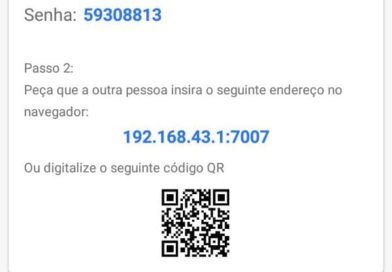 Senha: 59308813
Passo 2:
Peça que a outra pessoa insira o seguinte endereço no
navegador:
192.168.43.1:7007
Ou digitalize o seguinte código QR